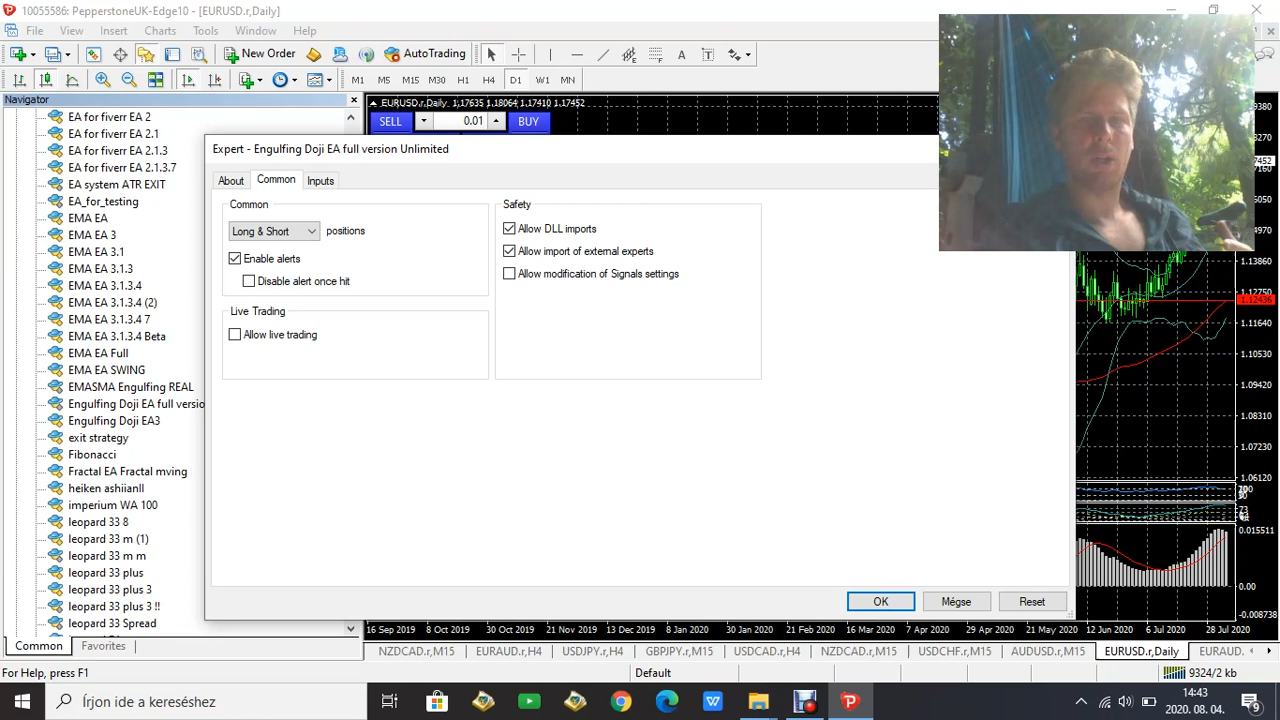 10055586: PepperstoneUK-Edge10 - [EURUSD.r,Daily]
File View Insert Charts Tools Window Help
New Order AutoTrading
M1 M5 M15 M30 H1 H4 D1 W1 MN
Navigator
EA for fiverr EA 2
EA for fiverr EA 2.1
EA for fiverr EA 2.1.3
EA for fiverr EA 2.1.3.7
EA system ATR EXIT
EA_for_testing
EMA EA
EMA EA 3
EMA EA 3.1
EMA EA 3.1.3
EMA EA 3.1.3.4
EMA EA 3.1.3.4 (2)
EMA EA 3.1.3.4 7
EMA EA 3.1.3.4 Beta
EMA EA Full
EMA EA SWING
EMASMA Engulfing REAL
Engulfing Doji EA full versio
Engulfing Doji EA3
exit strategy
Fibonacci
Fractal EA Fractal mving
heiken ashiianll
imperium WA 100
leopard 33 8
leopard 33 m (1)
leopard 33 m m
leopard 33 plus
leopard 33 plus 3
leopard 33 plus 3 !!
leopard 33 Spread
Common Favorites
EURUSD.r,Daily 1.17635 1.18064 1.17410 1.17452
SELL 0.01 BUY
Expert - Engulfing Doji EA full version Unlimited
About Common Inputs
Common
Long & Short positions
Enable alerts
Disable alert once hit
Live Trading
Allow live trading
Safety
Allow DLL imports
Allow import of external experts
Allow modification of Signals settings
OK Mégse Reset
1.13860
1.12750
1.12436
1.11640
1.10530
1.09420
1.08310
1.07230
1.06120
0.015531
0.00
-0.008738
16 Sep 2019 8 Oct 2019 30 Oct 2019 21 Nov 2019 13 Dec 2019 8 Jan 2020 30 Jan 2020 21 Feb 2020 16 Mar 2020 7 Apr 2020 29 Apr 2020 21 May 2020 12 Jun 2020 6 Jul 2020 28 Jul 2020
NZDCAD.r,M15 EURAUD.r,H4 USDJPY.r,H4 GBPJPY.r,M15 USDCAD.r,H4 NZDCAD.r,M15 USDCHF.r,M15 AUDUSD.r,M15 EURUSD.r,Daily EURAUD.
For Help, press F1 Default 9324/2 kb
Írjon ide a kereséshez
14:43
2020. 08. 04.
9